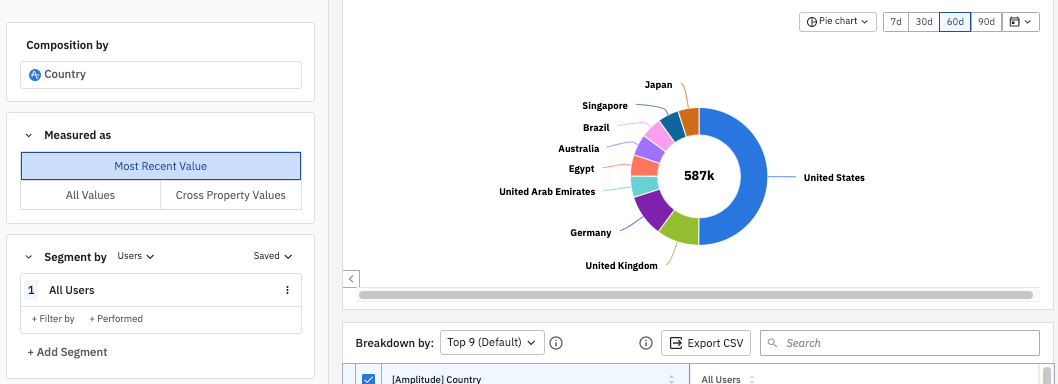 Composition by
Country
Measured as
Most Recent Value
All Values
Cross Property Values
Segment by
Users
Saved
1
All Users
+ Filter by
+ Performed
+ Add Segment
Pie chart
7d
30d
60d
90d
Japan
Singapore
Brazil
Australia
Egypt
United Arab Emirates
Germany
United Kingdom
587k
United States
Breakdown by:
Top 9 (Default)
Export CSV
Search
[Amplitude] Country
All Users